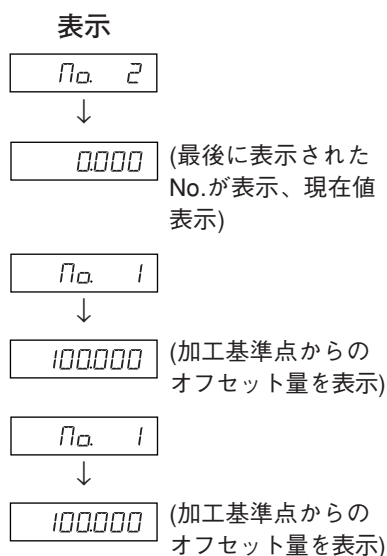 表示
No. 2
↓
0.000
(最後に表示された
No.が表示、現在値
表示)
No. 1
↓
100.000
(加工基準点からの
オフセット量を表示)
No. 1
↓
100.000
(加工基準点からの
オフセット量を表示)